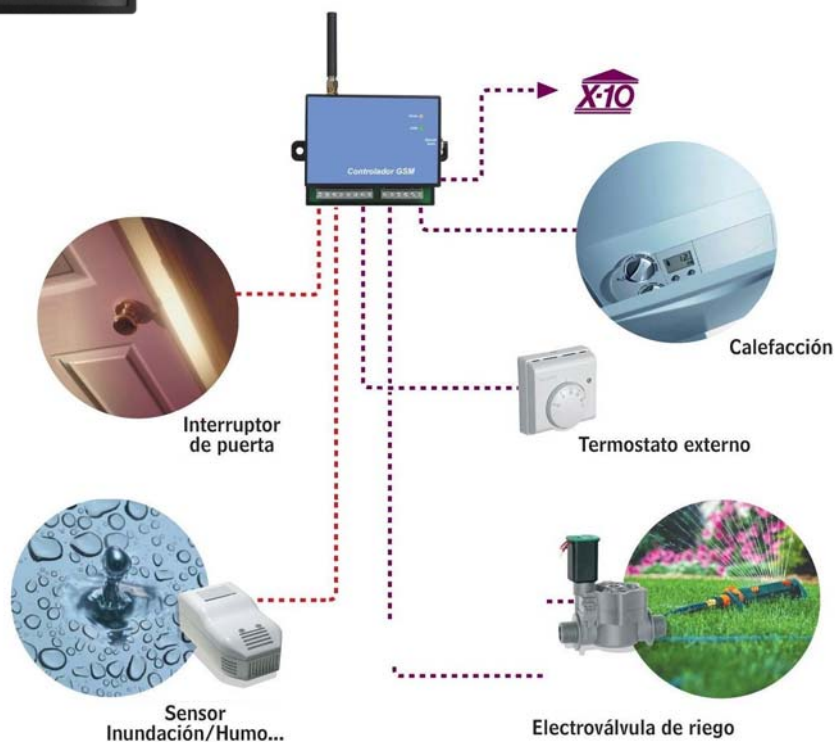 X-10
Controlador GSM
Calefacción
Interruptor
de puerta
Termostato externo
Sensor
Inundación/Humo...
Electroválvula de riego